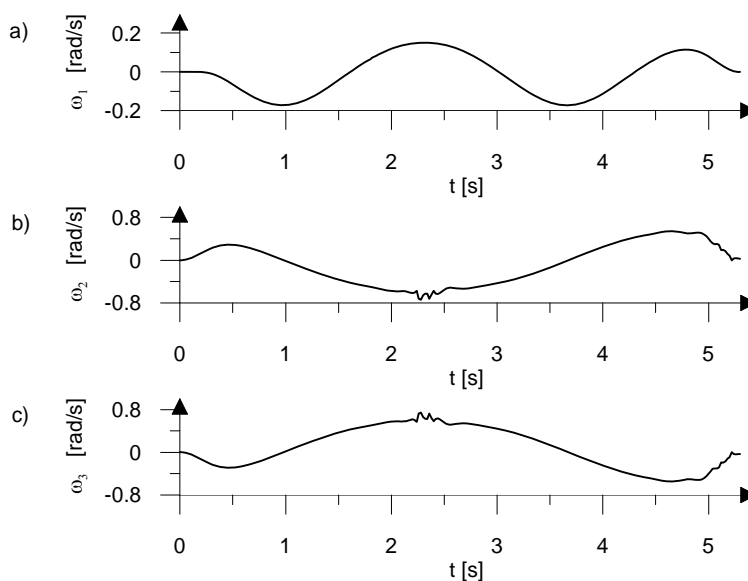 a)
ω1 [rad/s]
0.2
0
-0.2
0 1 2 3 4 5
t [s]
b)
ω2 [rad/s]
0.8
0
-0.8
0 1 2 3 4 5
t [s]
c)
ω3 [rad/s]
0.8
0
-0.8
0 1 2 3 4 5
t [s]